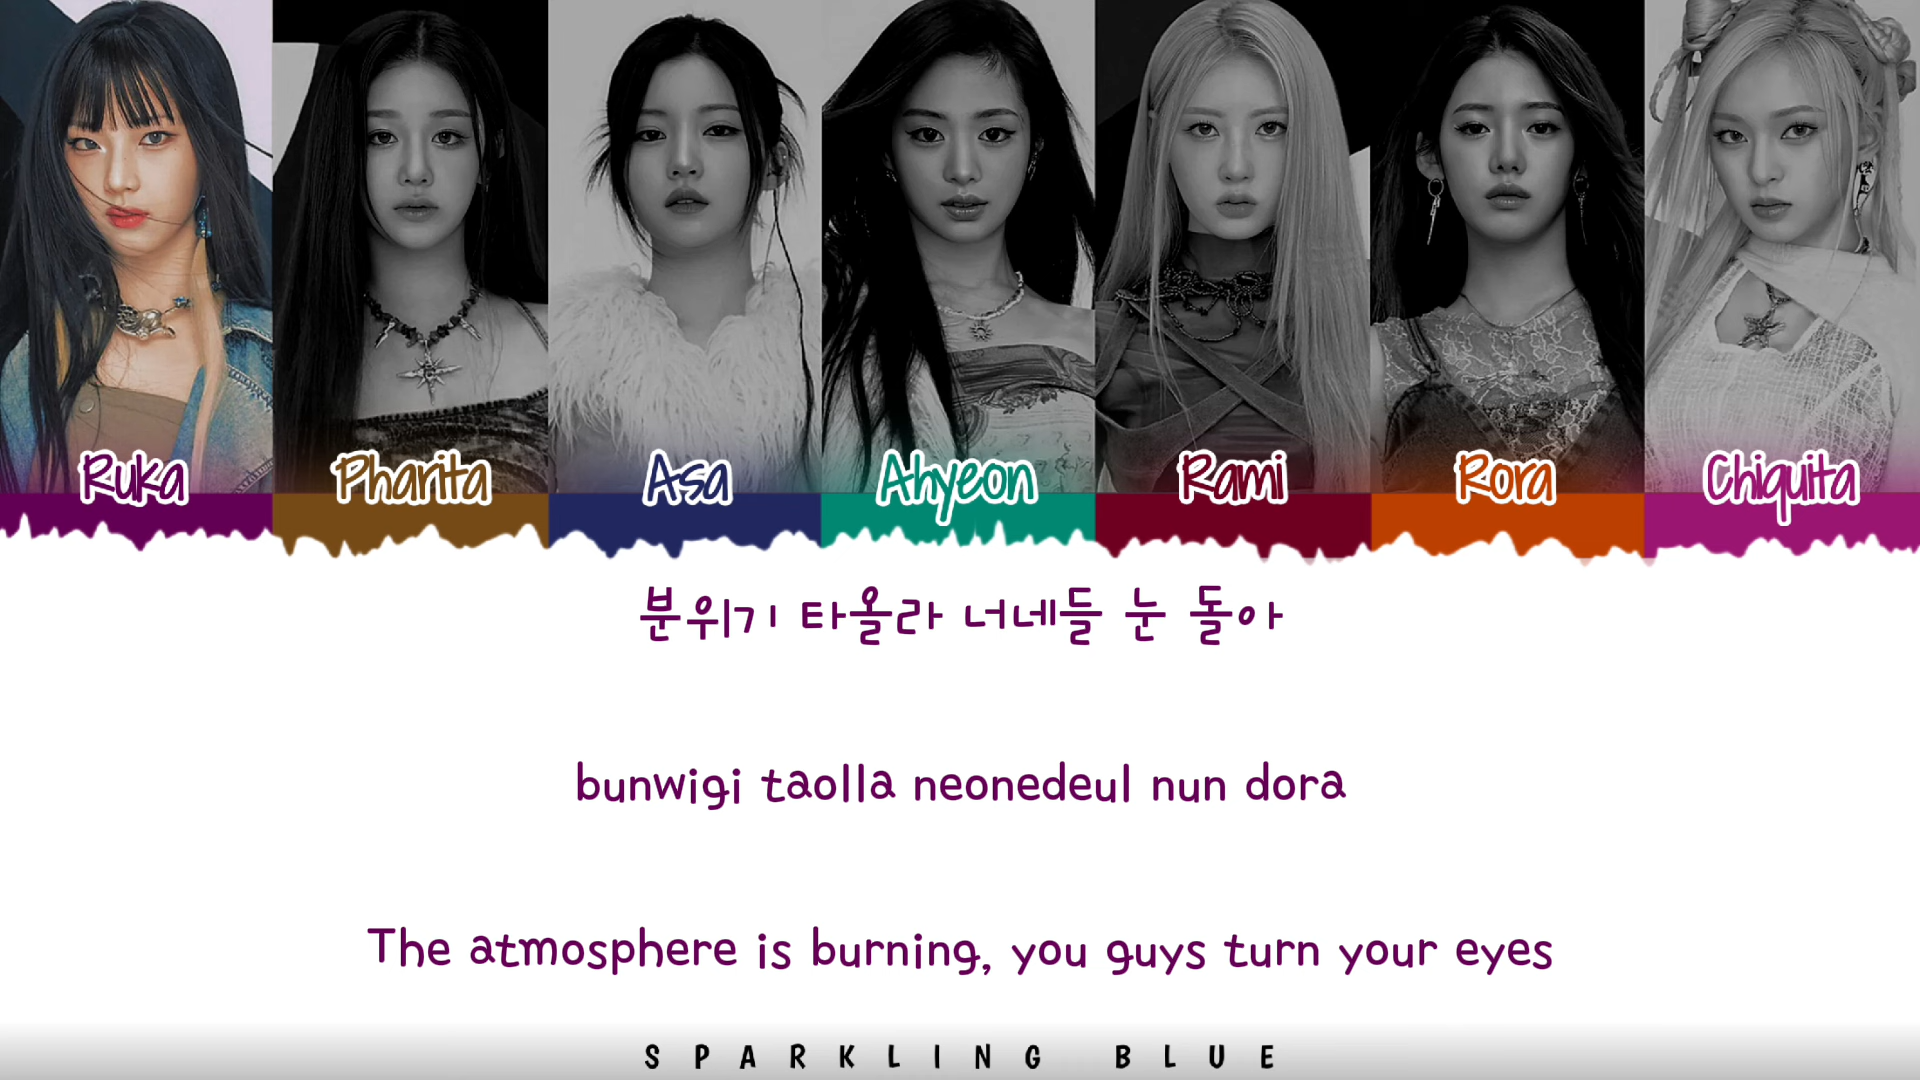 Ruka Pharita Asa Ahyeon Rami Rora Chiquita
분위기 타올라 너네들 눈 돌아
bunwigi taolla neonedeul nun dora
The atmosphere is burning, you guys turn your eyes
SPARKLING BLUE